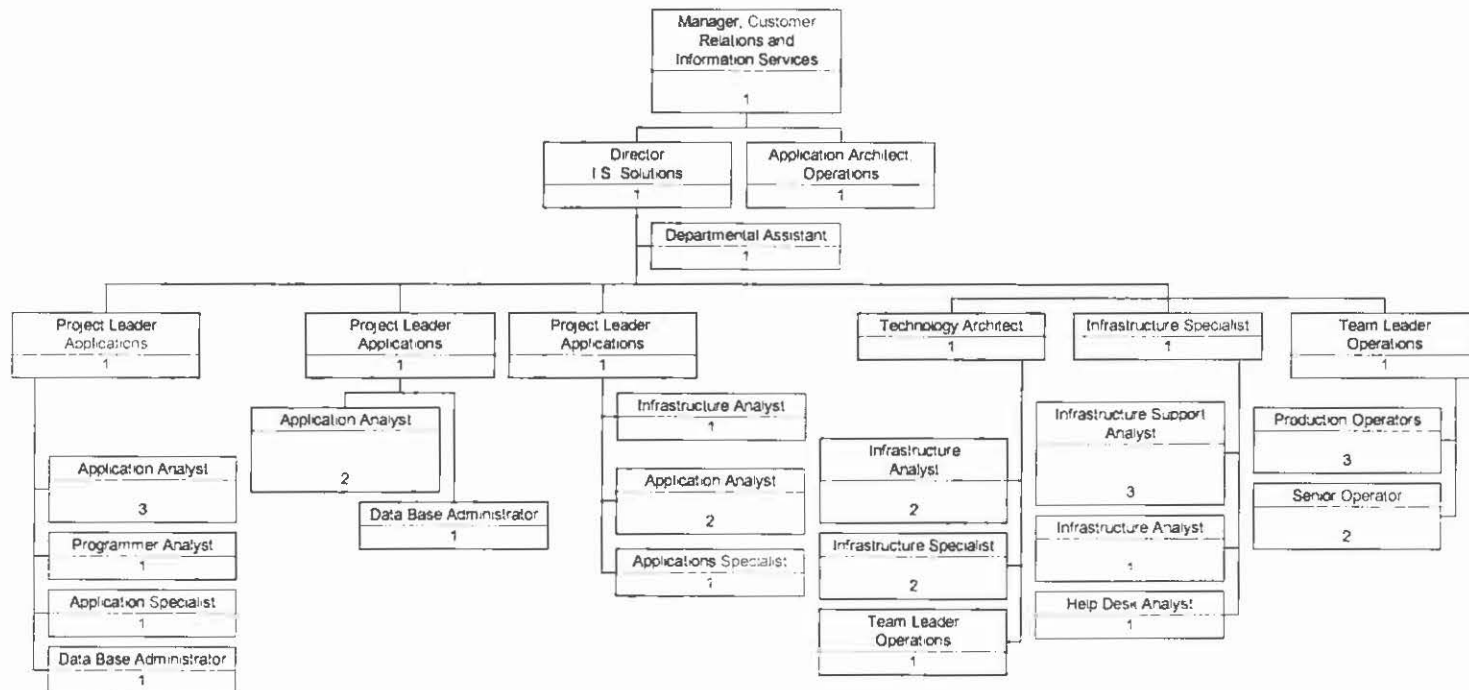 Manager, Customer
Relations and
Information Services
1
Director
I.S. Solutions
1
Application Architect,
Operations
1
Departmental Assistant
1
Project Leader
Applications
1
Project Leader
Applications
1
Project Leader
Applications
1
Technology Architect
1
Infrastructure Specialist
1
Team Leader
Operations
1
Application Analyst
3
Programmer Analyst
1
Application Specialist
1
Data Base Administrator
1
Application Analyst
2
Data Base Administrator
1
Infrastructure Analyst
1
Application Analyst
2
Applications Specialist
1
Infrastructure
Analyst
2
Infrastructure Specialist
2
Team Leader
Operations
1
Infrastructure Support
Analyst
3
Infrastructure Analyst
1
Help Desk Analyst
1
Production Operators
3
Senior Operator
2